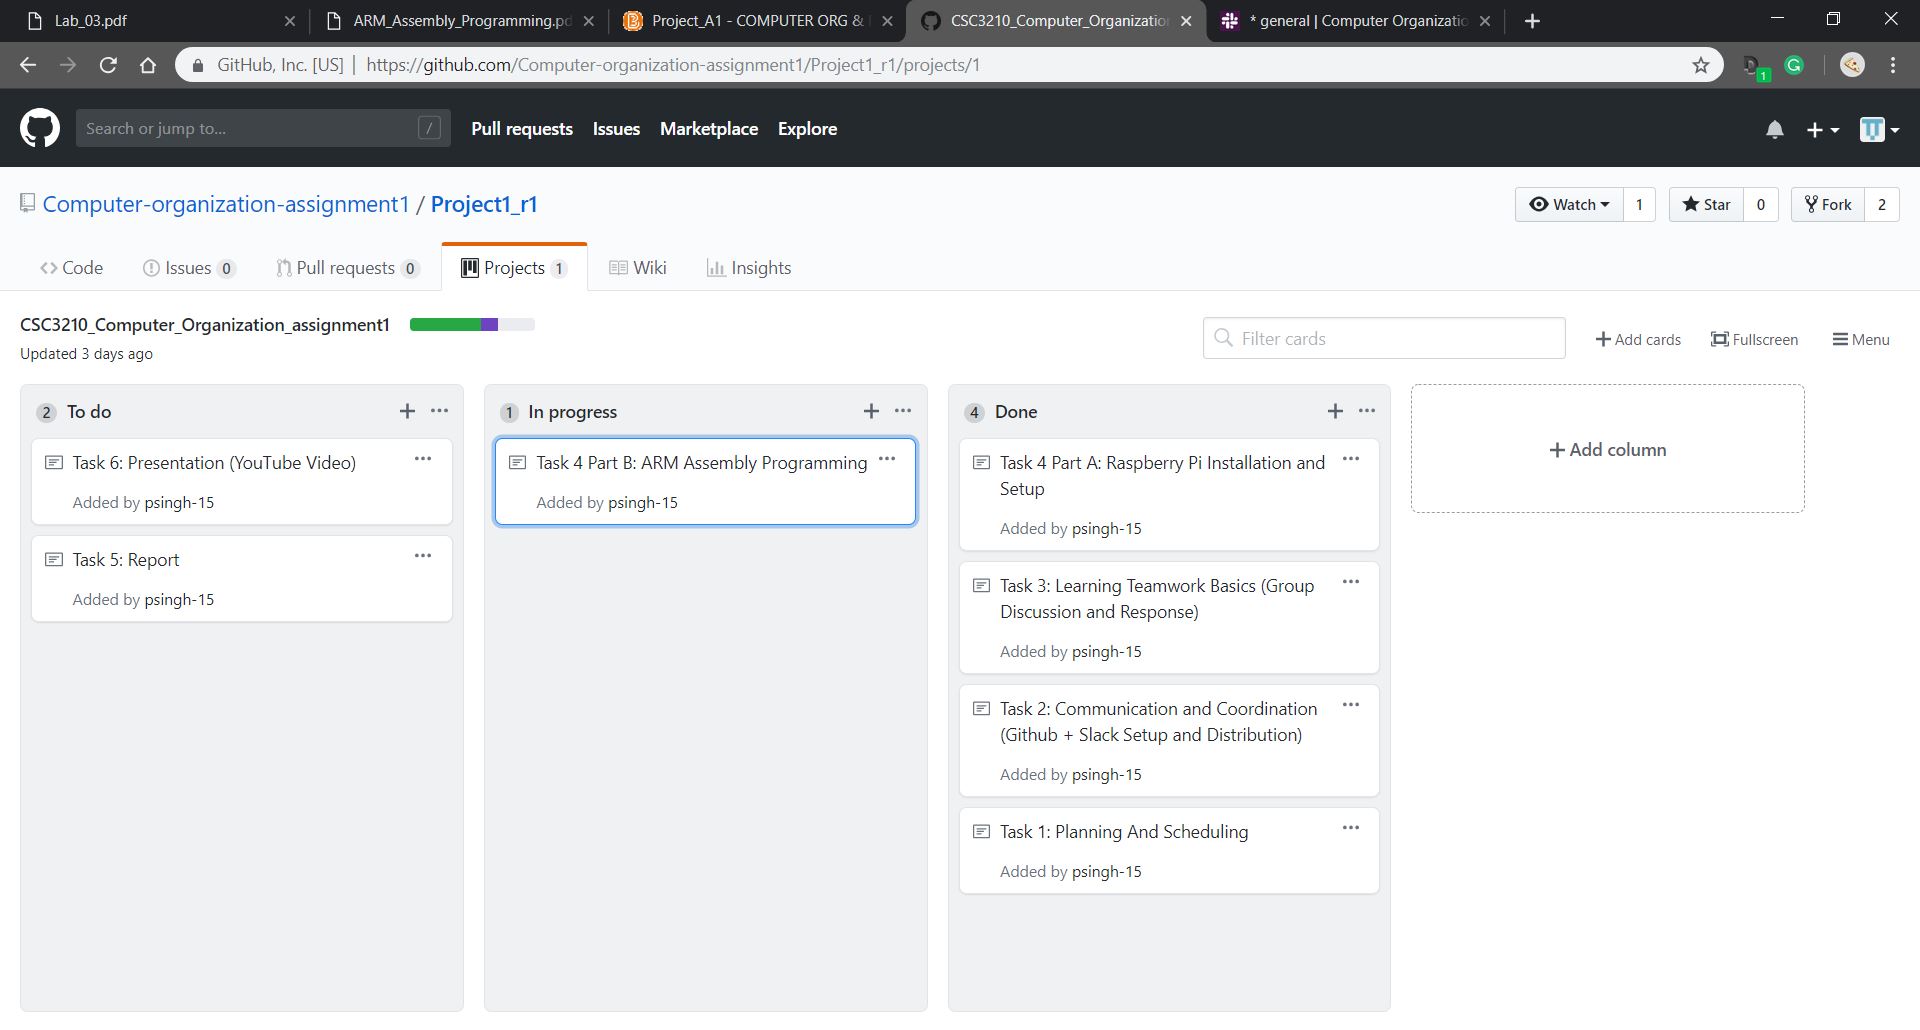 Lab_03.pdf
ARM_Assembly_Programming.pd
Project_A1 - COMPUTER ORG &
CSC3210_Computer_Organizatio
* general | Computer Organizatio
GitHub, Inc. [US] | https://github.com/Computer-organization-assignment1/Project1_r1/projects/1
1
Search or jump to...
/
Pull requests
Issues
Marketplace
Explore
Computer-organization-assignment1 / Project1_r1
Watch 1
Star 0
Fork 2
Code
Issues 0
Pull requests 0
Projects 1
Wiki
Insights
CSC3210_Computer_Organization_assignment1
Updated 3 days ago
Filter cards
Add cards
Fullscreen
Menu
2 To do
Task 6: Presentation (YouTube Video)
Added by psingh-15
Task 5: Report
Added by psingh-15
1 In progress
Task 4 Part B: ARM Assembly Programming
Added by psingh-15
4 Done
Task 4 Part A: Raspberry Pi Installation and
Setup
Added by psingh-15
Task 3: Learning Teamwork Basics (Group
Discussion and Response)
Added by psingh-15
Task 2: Communication and Coordination
(Github + Slack Setup and Distribution)
Added by psingh-15
Task 1: Planning And Scheduling
Added by psingh-15
Add column